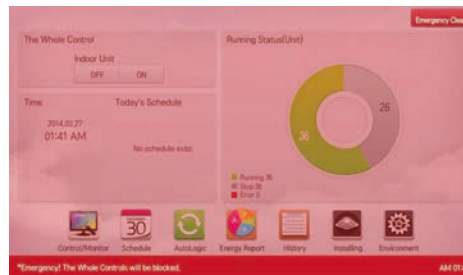 Emergency Clea
The Whole Control
Running Status(Unit)
Indoor Unit
OFF ON
Time
Today's Schedule
2014.03.27
01:41 AM
No schedule exist.
36
26
Running 36
Stop 36
Error 0
30
Control/Monitor Schedule AutoLogic Energy Report History Installing Environment
*Emergency! The Whole Controls will be blocked.
AM 01: